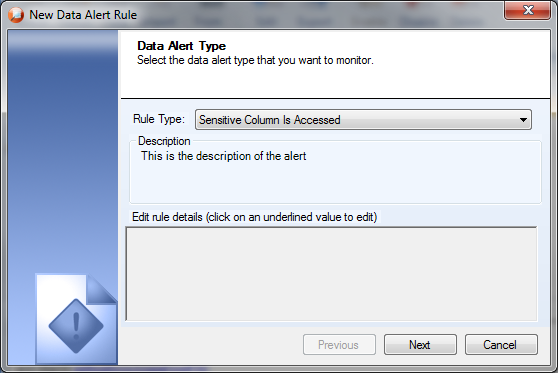 New Data Alert Rule
Data Alert Type
Select the data alert type that you want to monitor.
Rule Type: Sensitive Column Is Accessed
Description
This is the description of the alert
Edit rule details (click on an underlined value to edit)
Previous Next Cancel